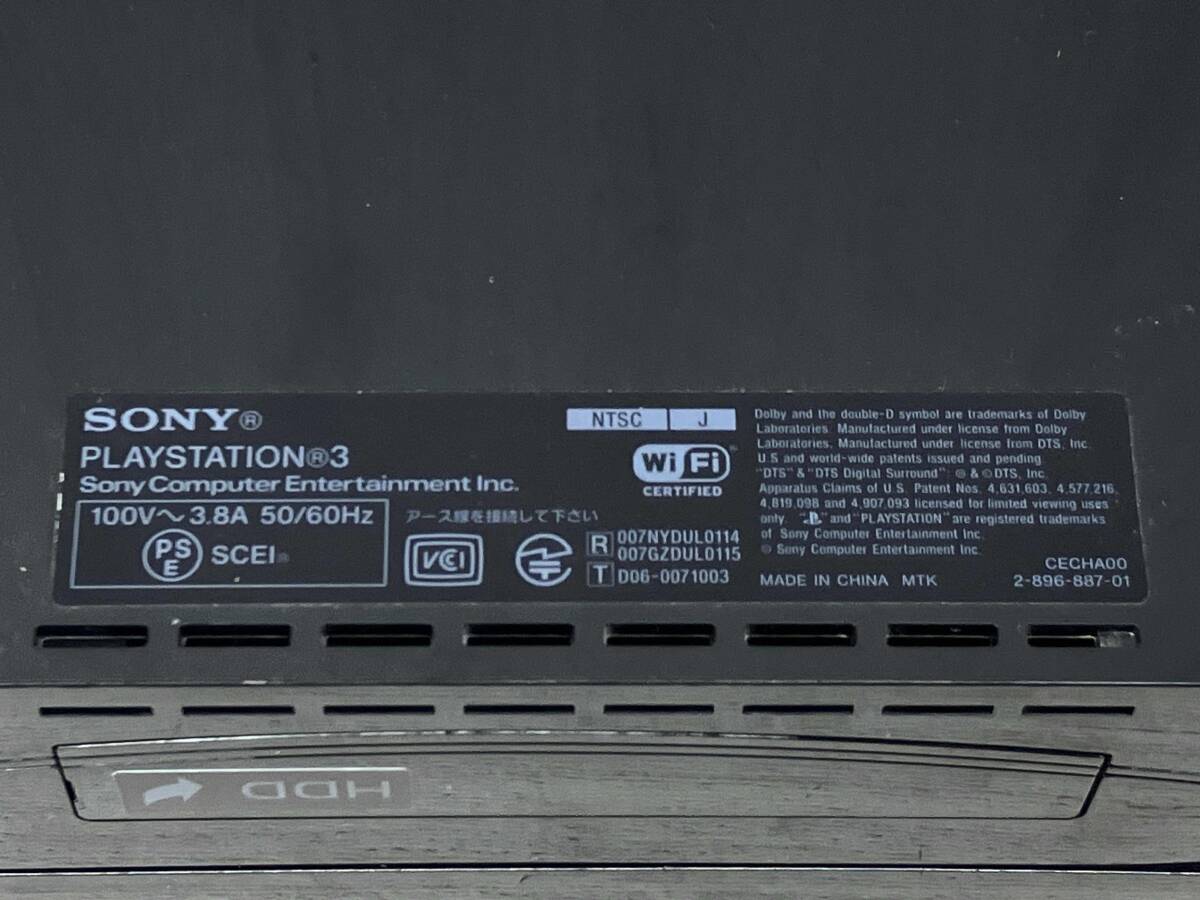 SONY®
PLAYSTATION®3
Sony Computer Entertainment Inc.
100V～3.8A 50/60Hz
PSE SCEI®
NTSC J
Wi Fi
CERTIFIED
アース線を接続して下さい
VCI
R 007NYDUL0114
007GZDUL0115
T D06-0071003
Dolby and the double-D symbol are trademarks of Dolby
Laboratories. Manufactured under license from Dolby
Laboratories. Manufactured under license from DTS, Inc.
U.S and world-wide patents issued and pending
"DTS" & "DTS Digital Surround": ℗ & © DTS, Inc.
Apparatus Claims of U.S. Patent Nos. 4,631,603, 4,577,216,
4,819,098 and 4,907,093 licensed for limited viewing uses
only. " " and "PLAYSTATION" are registered trademarks
of Sony Computer Entertainment Inc.
© Sony Computer Entertainment Inc.
MADE IN CHINA MTK
CECHA00
2-896-887-01
HDD